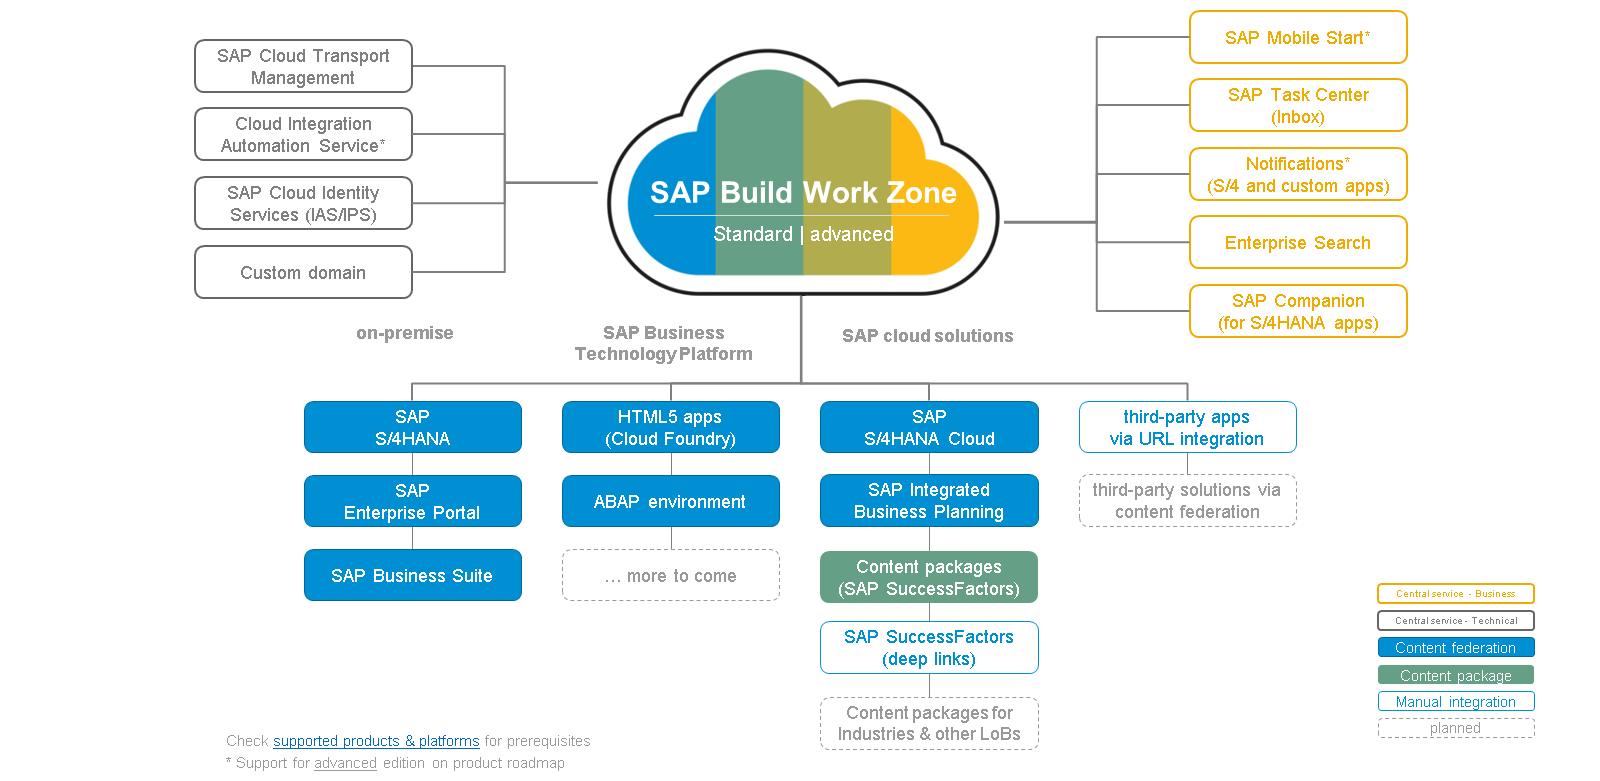 SAP Cloud Transport
Management
Cloud Integration
Automation Service*
SAP Cloud Identity
Services (IAS/IPS)
Custom domain
SAP Build Work Zone
Standard | advanced
SAP Mobile Start*
SAP Task Center
(Inbox)
Notifications*
(S/4 and custom apps)
Enterprise Search
SAP Companion
(for S/4HANA apps)
on-premise
SAP Business
Technology Platform
SAP cloud solutions
SAP
S/4HANA
SAP
Enterprise Portal
SAP Business Suite
HTML5 apps
(Cloud Foundry)
ABAP environment
... more to come
SAP
S/4HANA Cloud
SAP Integrated
Business Planning
Content packages
(SAP SuccessFactors)
SAP SuccessFactors
(deep links)
Content packages for
Industries & other LoBs
third-party apps
via URL integration
third-party solutions via
content federation
Central service - Business
Central service - Technical
Content federation
Content package
Manual integration
planned
Check supported products & platforms for prerequisites
* Support for advanced edition on product roadmap